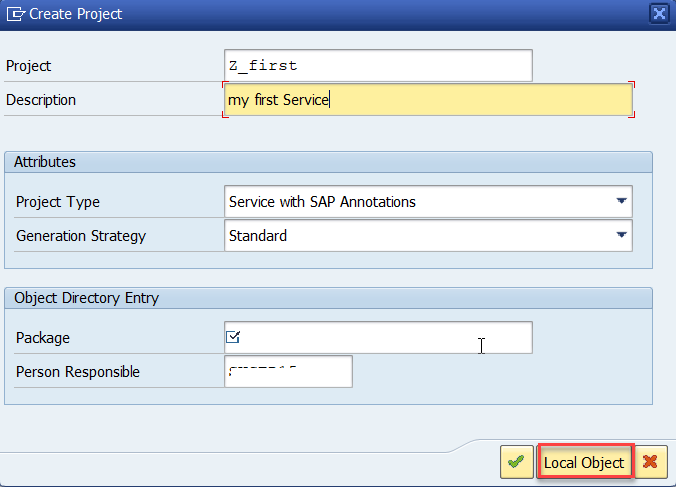 Create Project
Project Z_first
Description my first Service
Attributes
Project Type Service with SAP Annotations
Generation Strategy Standard
Object Directory Entry
Package
Person Responsible
Local Object